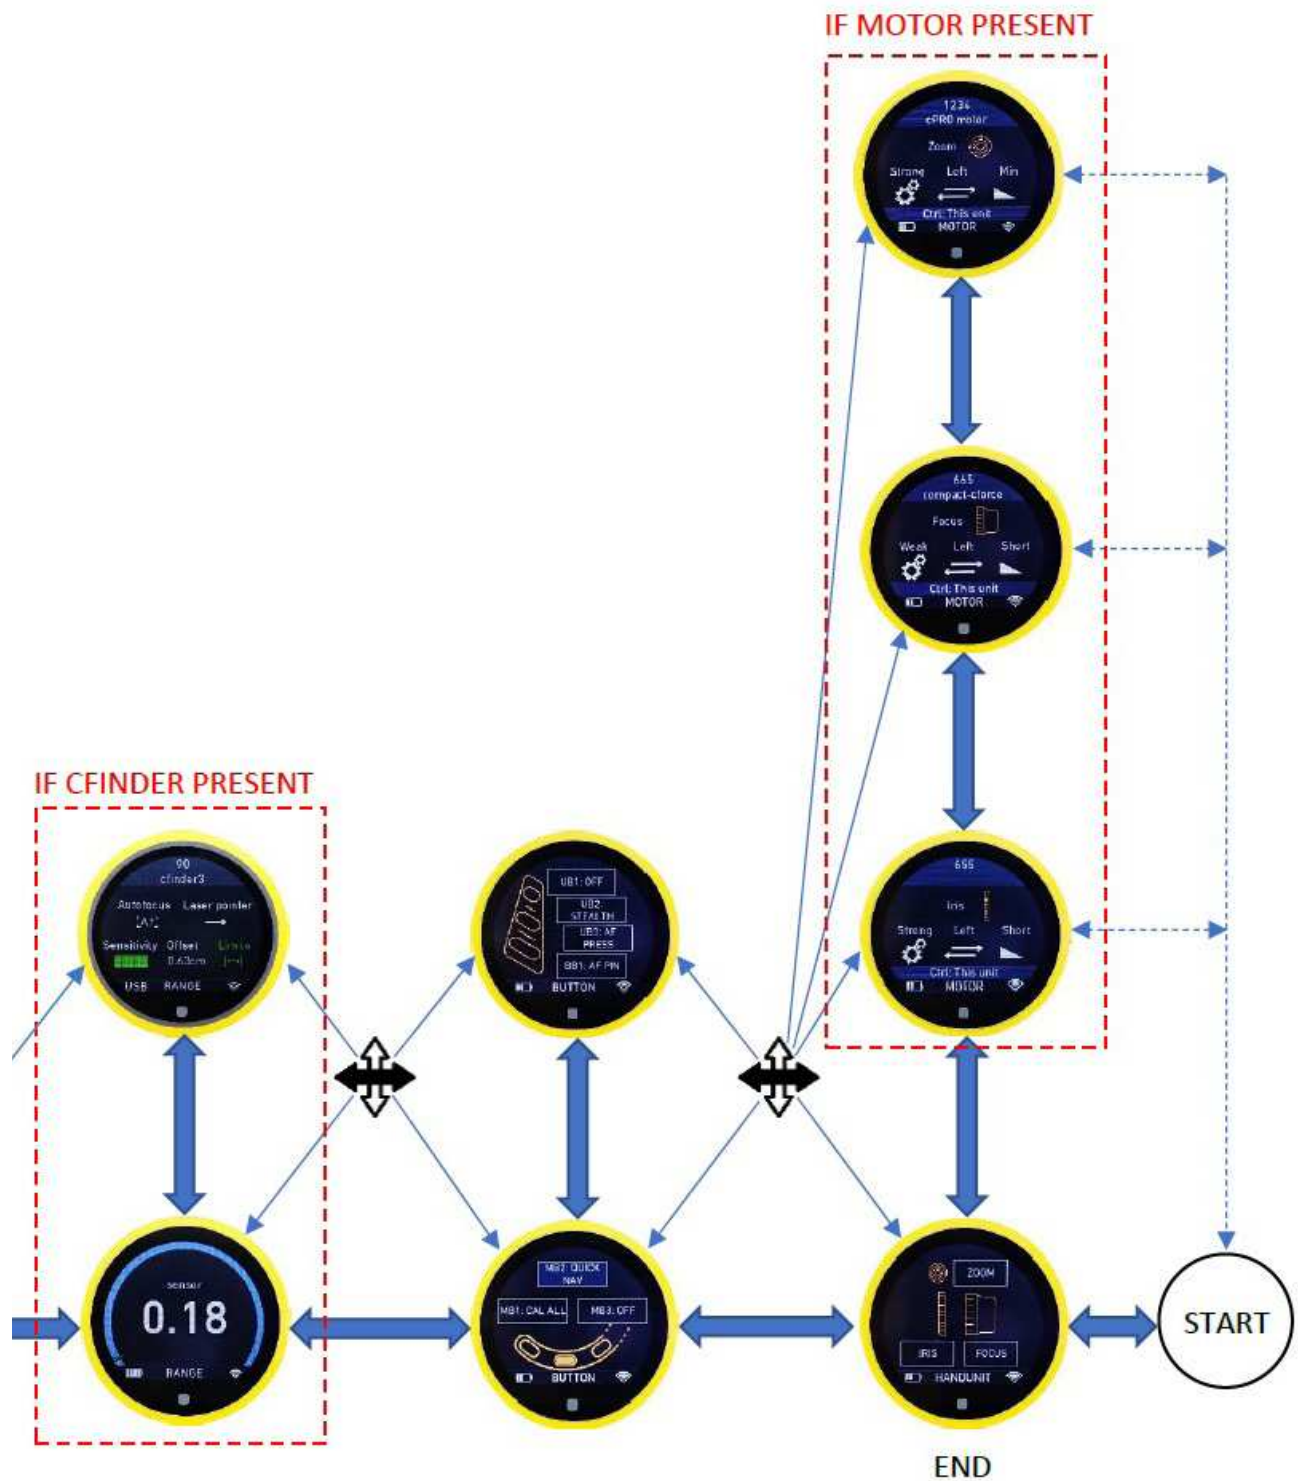 IF MOTOR PRESENT
1234
ePRO motor
Zoom
Strong Left Min
Ctrl: This unit
MOTOR
665
compact-cforce
Focus
Weak Left Short
Ctrl: This unit
MOTOR
IF CFINDER PRESENT
90
cfinder3
Autofocus Laser pointer
[AF]
Sensitivity Offset Limits
0.63cm
USB RANGE
UB1: OFF
UB2:
STEALTH
UB3: AF
PRESS
BB1: AF PIN
BUTTON
655
Iris
Strong Left Short
Ctrl: This unit
MOTOR
sensor
0.18
RANGE
MB2: QUICK
NAV
MB1: CAL ALL
MB3: OFF
BUTTON
ZOOM
IRIS
FOCUS
HANDUNIT
START
END